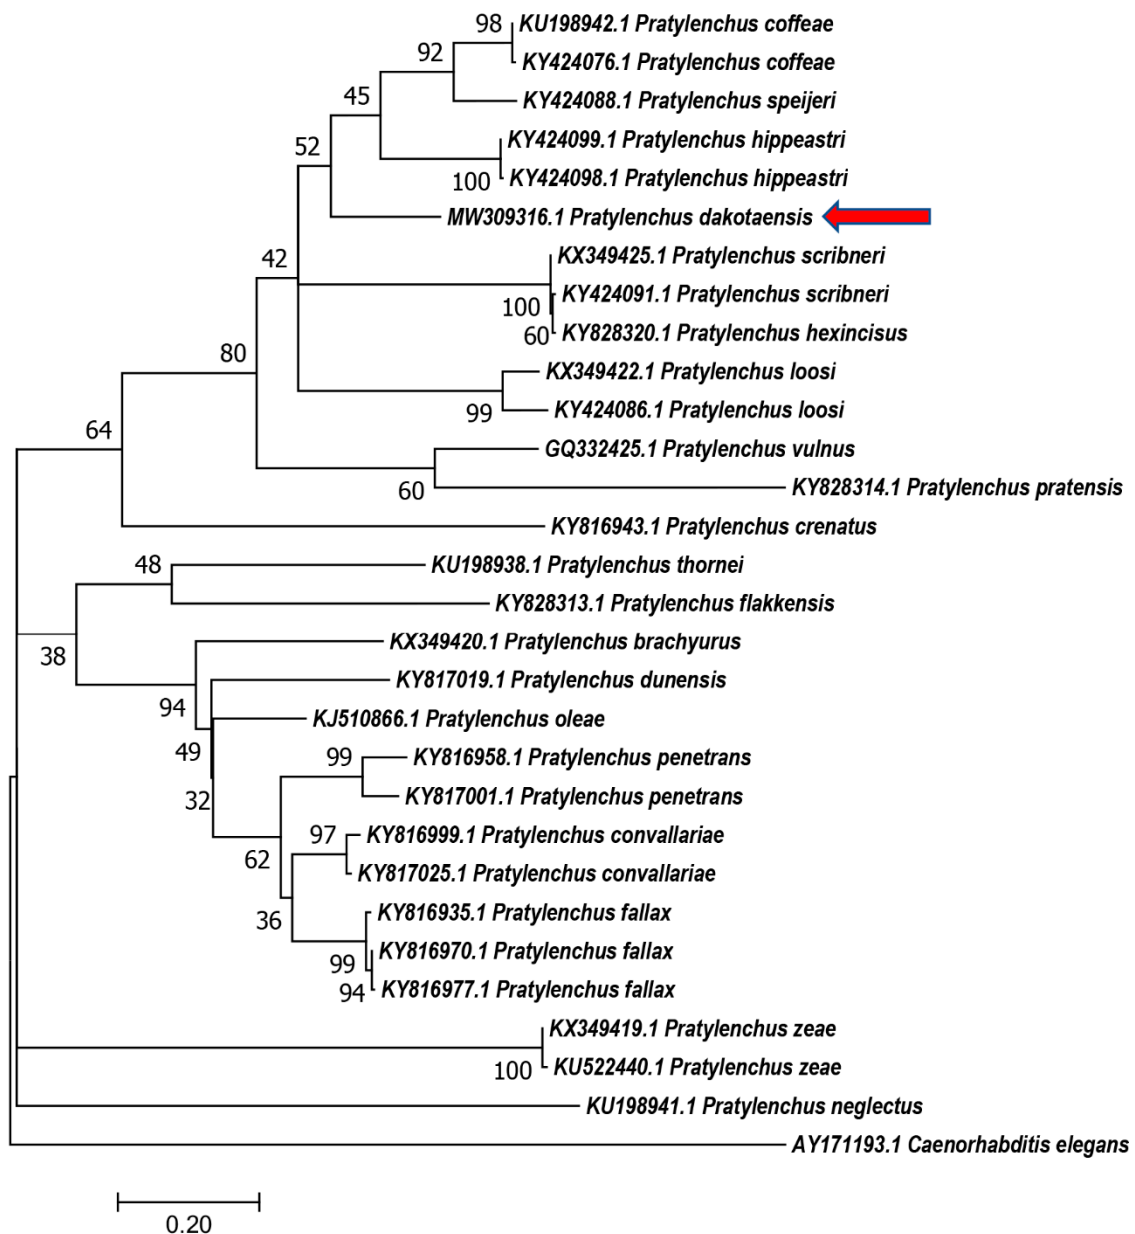 98 KU198942.1 Pratylenchus coffeae
KY424076.1 Pratylenchus coffeae
92
KY424088.1 Pratylenchus speijeri
45
KY424099.1 Pratylenchus hippeastri
52
100 KY424098.1 Pratylenchus hippeastri
MW309316.1 Pratylenchus dakotaensis
42
KX349425.1 Pratylenchus scribneri
KY424091.1 Pratylenchus scribneri
100
60 KY828320.1 Pratylenchus hexincisus
80
KX349422.1 Pratylenchus loosi
99 KY424086.1 Pratylenchus loosi
64
GQ332425.1 Pratylenchus vulnus
60 KY828314.1 Pratylenchus pratensis
KY816943.1 Pratylenchus crenatus
48 KU198938.1 Pratylenchus thornei
KY828313.1 Pratylenchus flakkensis
38 KX349420.1 Pratylenchus brachyurus
KY817019.1 Pratylenchus dunensis
94
KJ510866.1 Pratylenchus oleae
49
99 KY816958.1 Pratylenchus penetrans
32 KY817001.1 Pratylenchus penetrans
97 KY816999.1 Pratylenchus convallariae
62
KY817025.1 Pratylenchus convallariae
36 KY816935.1 Pratylenchus fallax
KY816970.1 Pratylenchus fallax
99
94 KY816977.1 Pratylenchus fallax
KX349419.1 Pratylenchus zeae
100 KU522440.1 Pratylenchus zeae
KU198941.1 Pratylenchus neglectus
AY171193.1 Caenorhabditis elegans
0.20